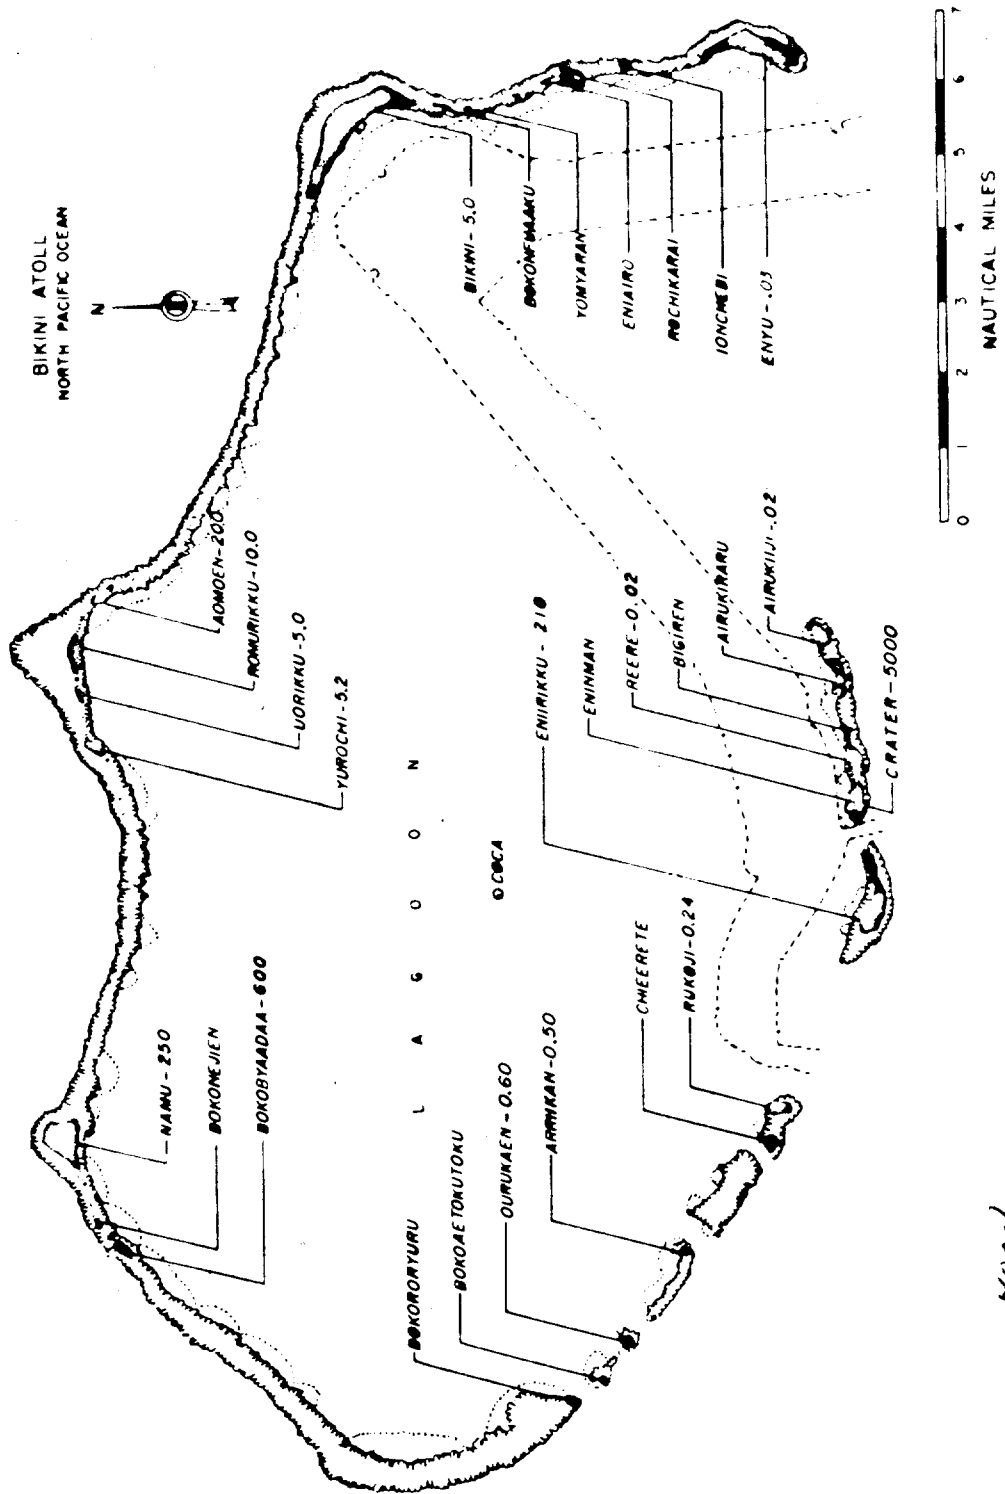 BIKINI ATOLL
NORTH PACIFIC OCEAN
N
NAMU-250
BOKONEJIEN
BOKOBYAADAA-600
YUROCHI-5.2
UORIKKU-5.0
ROMURIKKU-10.0
AOMOEN-200
BIKINI-5.0
BOKONFUAAKU
YOMYARAN
ENIAIRO
ROCHIKARAI
IONCHEBI
ENYU-.03
LAGOON
COCA
BOKORORYURU
BOKOAETOKUTOKU
OURUKAEN-0.60
ARRIIKAN-0.50
CHEERETE
RUKOJI-0.24
ENIIRIKKU-210
ENINMAN
REERE-0.02
BIGIREN
AIRUKIRARU
AIRUKIIJI-.02
CRATER-5000
0 1 2 3 4 5 6 7
NAUTICAL MILES